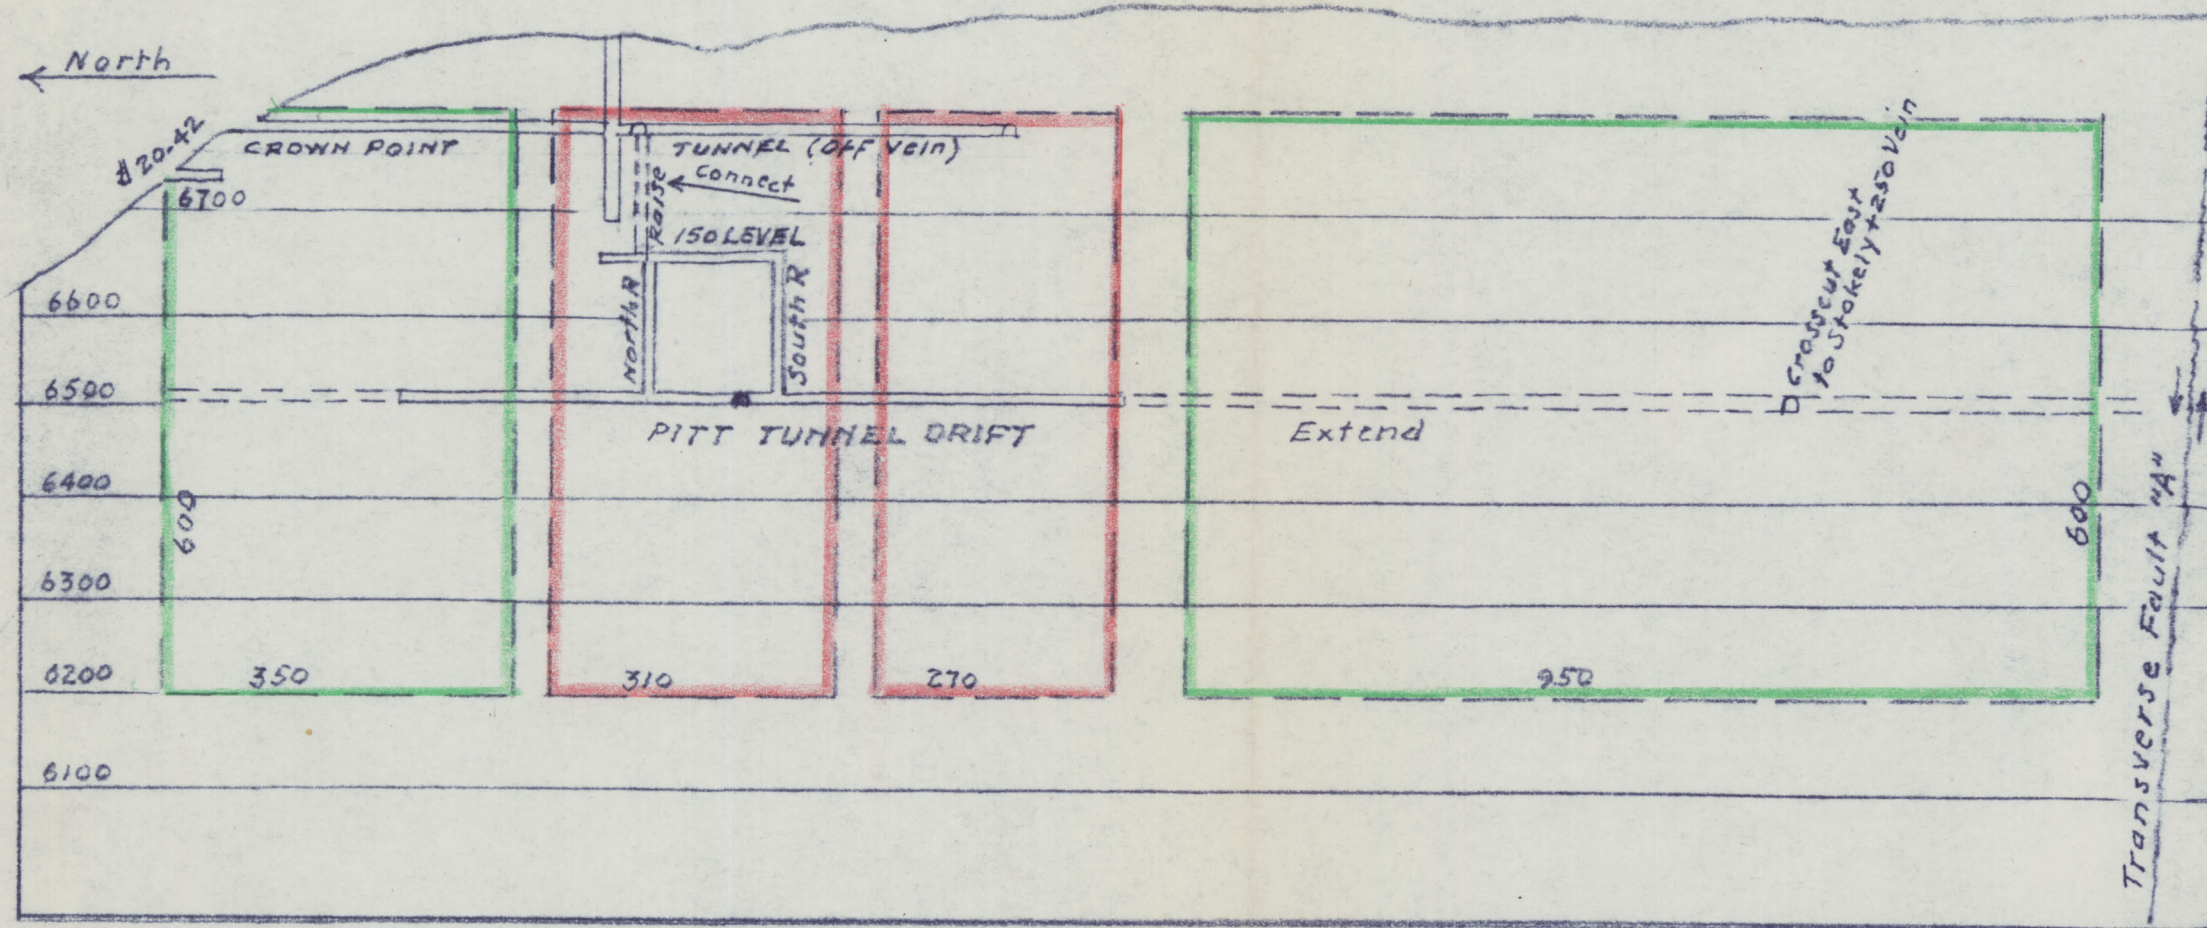 North
$20.42
CROWN POINT
TUNNEL (OFF vein)
Connect
Raise
150 LEVEL
North R
South R
6700
6600
6500
6400
6300
6200
6100
PITT TUNNEL DRIFT
Extend
Crosscut East
to Stokely + 250 Vein
600
600
350
310
270
950
Transverse Fault "A"